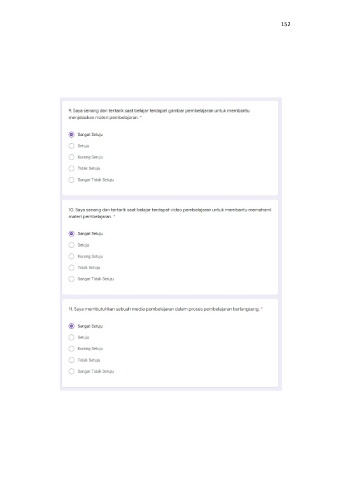 152
9. Saya senang dan tertarik saat belajar terdapat gambar pembelajaran untuk membantu
menjelaskan materi pembelajaran. *
Sangat Setuju
Setuju
Kurang Setuju
Tidak Setuju
Sangat Tidak Setuju
10. Saya senang dan tertarik saat belajar terdapat video pembelajaran untuk membantu memahami
materi pembelajaran. *
Sangat Setuju
Setuju
Kurang Setuju
Tidak Setuju
Sangat Tidak Setuju
11. Saya membutuhkan sebuah media pembelajaran dalam proses pembelajaran berlangsung. *
Sangat Setuju
Setuju
Kurang Setuju
Tidak Setuju
Sangat Tidak Setuju